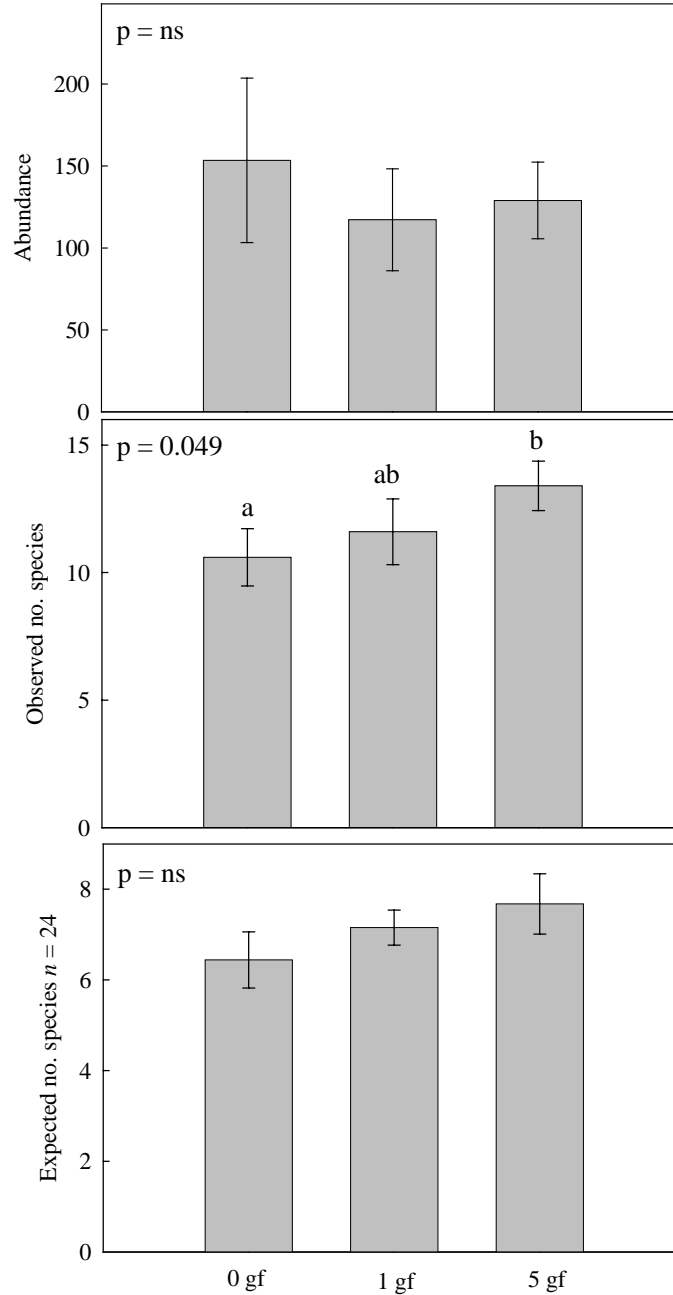 p = ns
200
150
100
50
0
Abundance
p = 0.049
15
10
5
0
Observed no. species
a
ab
b
p = ns
8
6
4
2
0
Expected no. species n = 24
0 gf
1 gf
5 gf